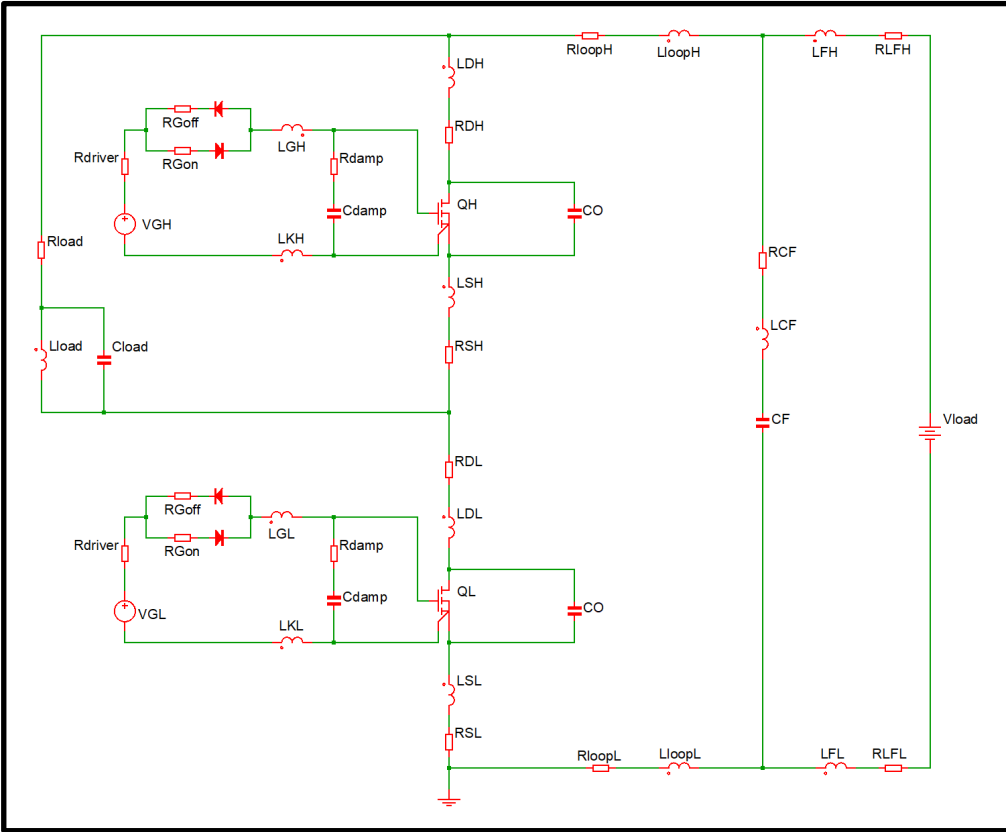 RloopH
LloopH
LFH
RLFH
LDH
RDH
RGoff
RGon
LGH
Rdriver
Rdamp
Cdamp
VGH
QH
CO
LKH
LSH
RSH
Rload
Lload
Cload
RCF
LCF
CF
Vload
RDL
LDL
RGoff
RGon
LGL
Rdriver
Rdamp
Cdamp
VGL
QL
CO
LKL
LSL
RSL
RloopL
LloopL
LFL
RLFL